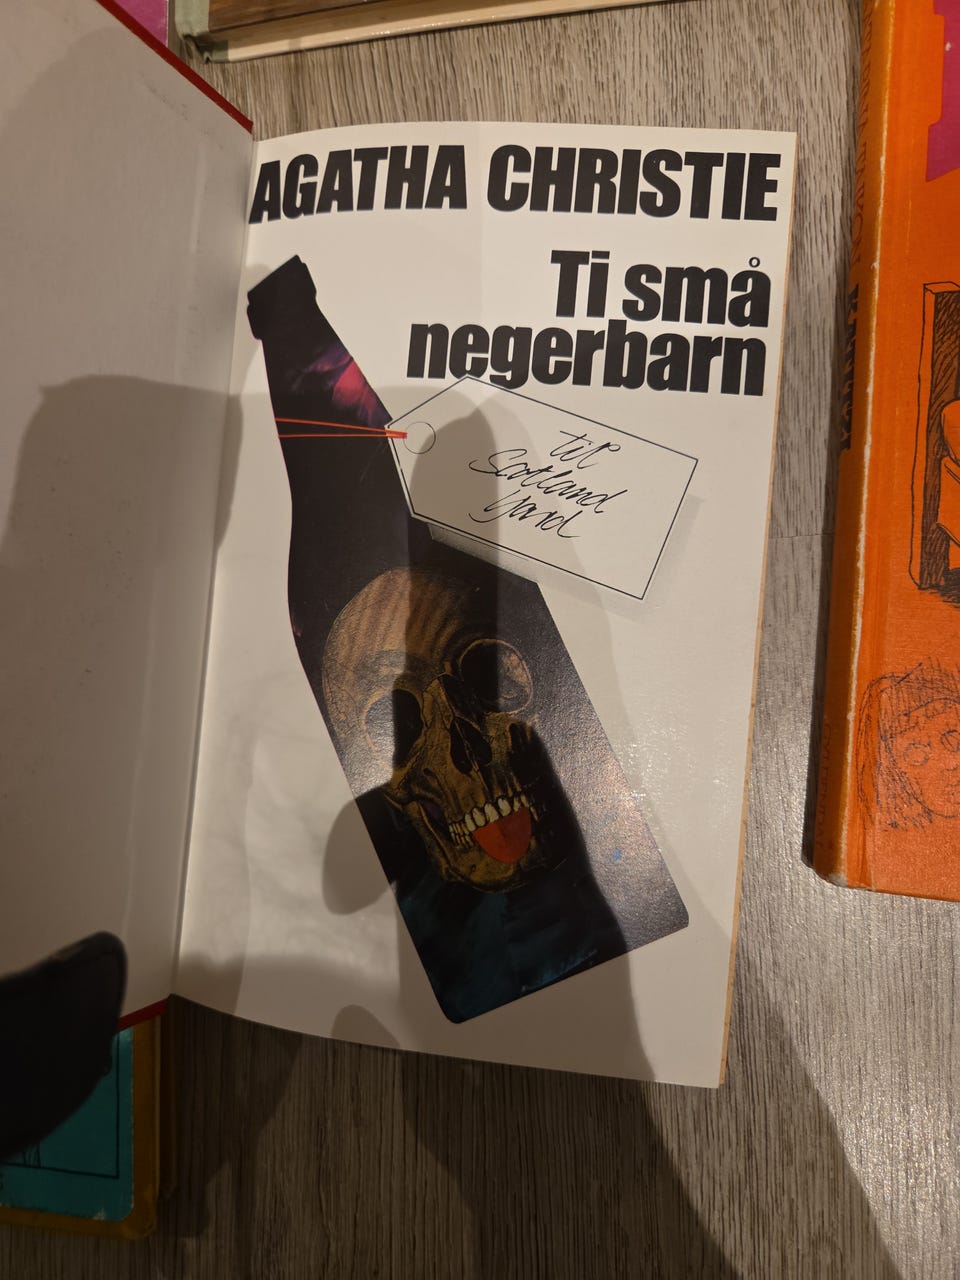 AGATHA CHRISTIE
Ti små
negerbarn
til
Scotland
Yard